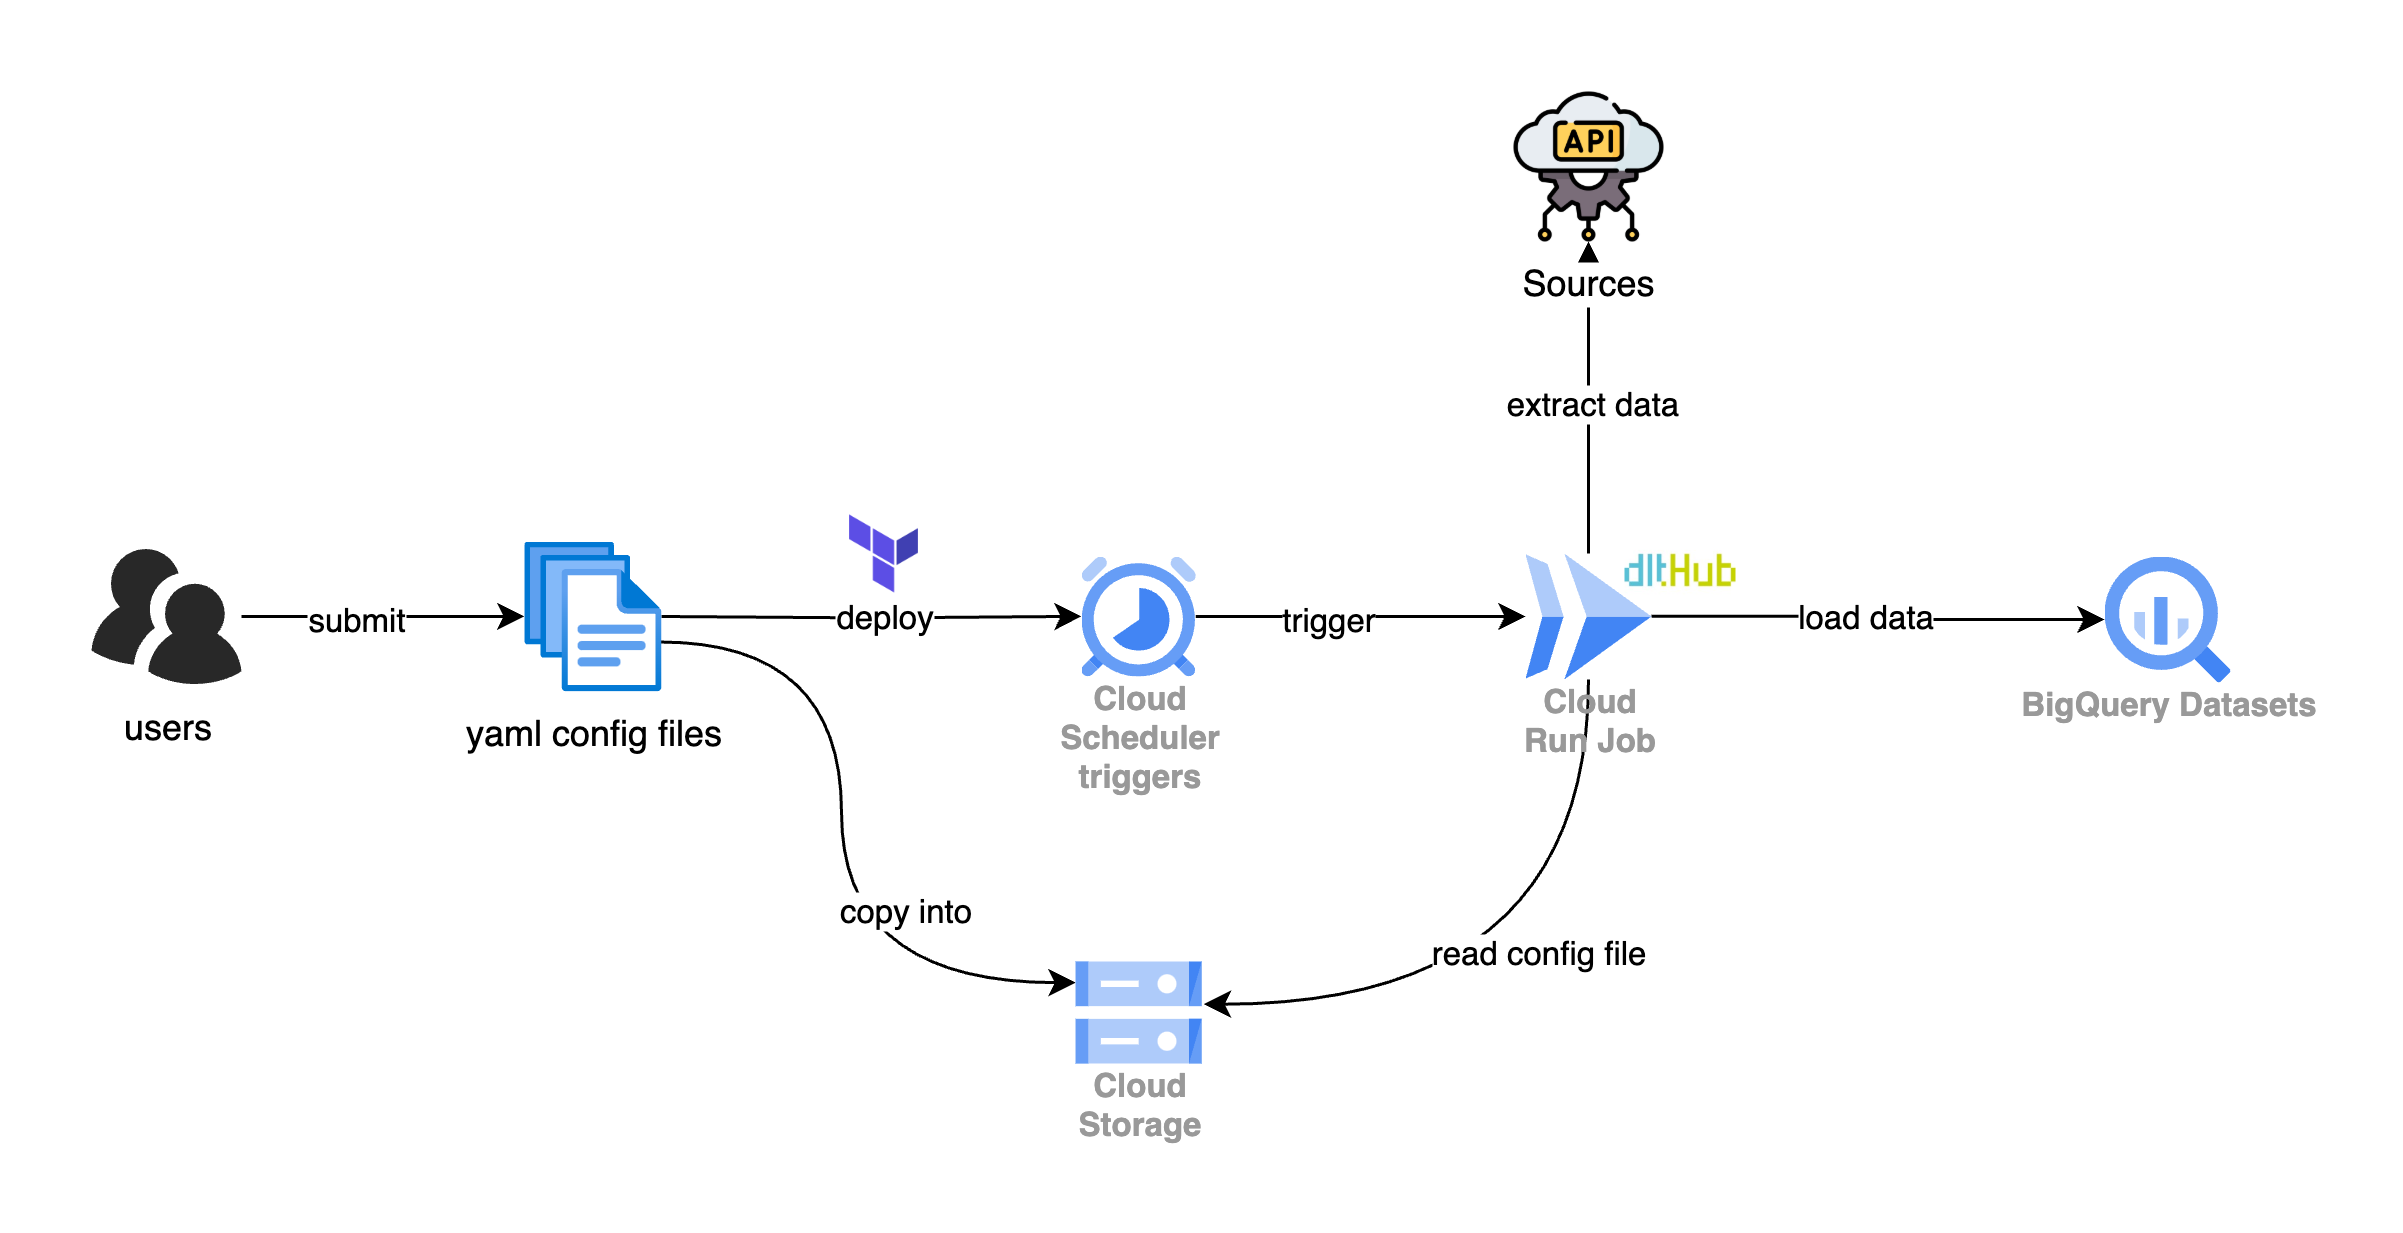 API
Sources
extract data
dltHub
submit
deploy
trigger
load data
users
yaml config files
Cloud
Scheduler
triggers
Cloud
Run Job
BigQuery Datasets
copy into
read config file
Cloud
Storage